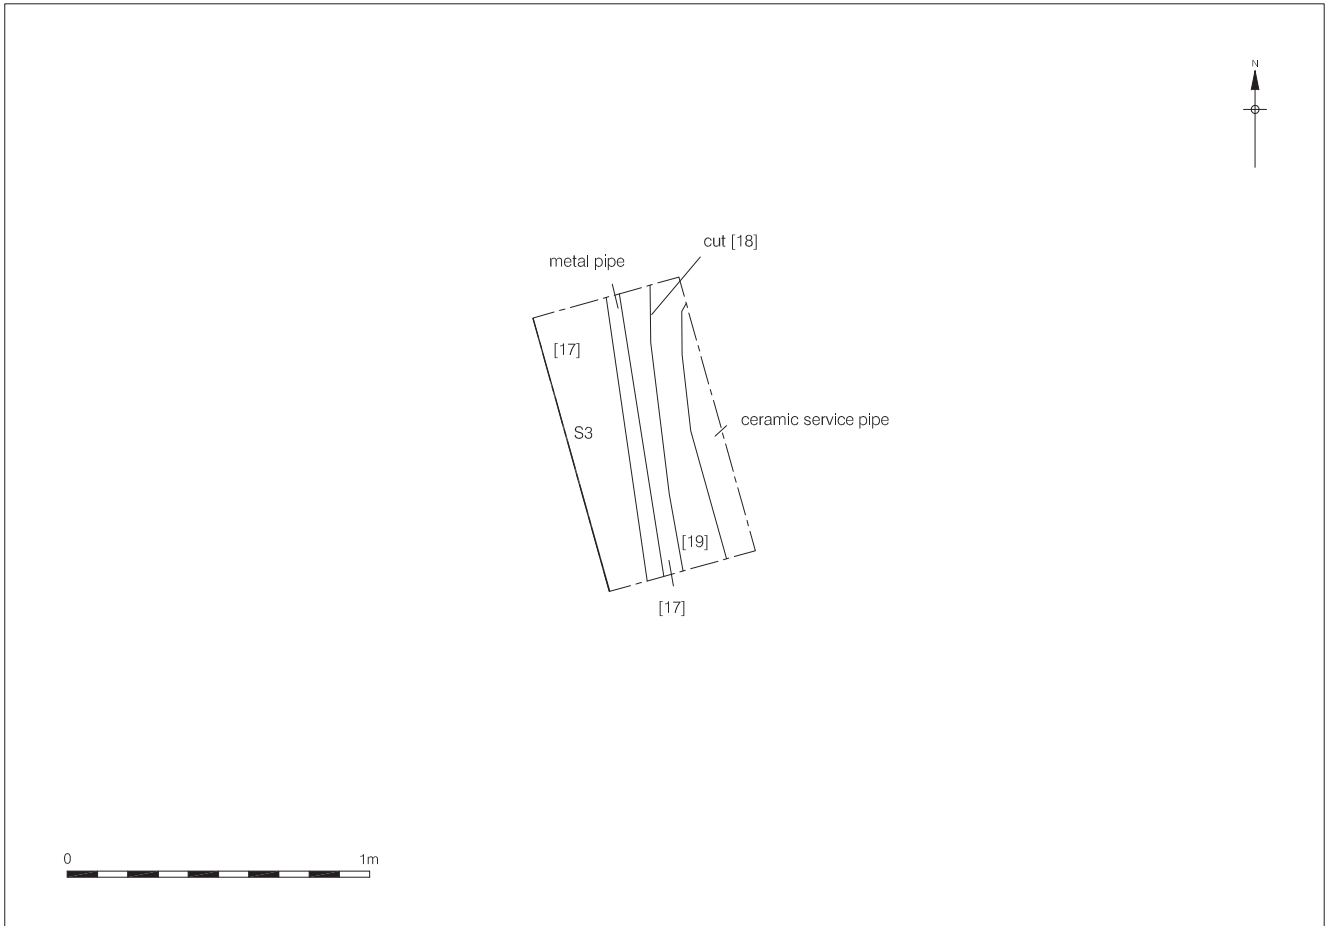 N
cut [18]
metal pipe
[17]
ceramic service pipe
S3
[19]
[17]
0 1m